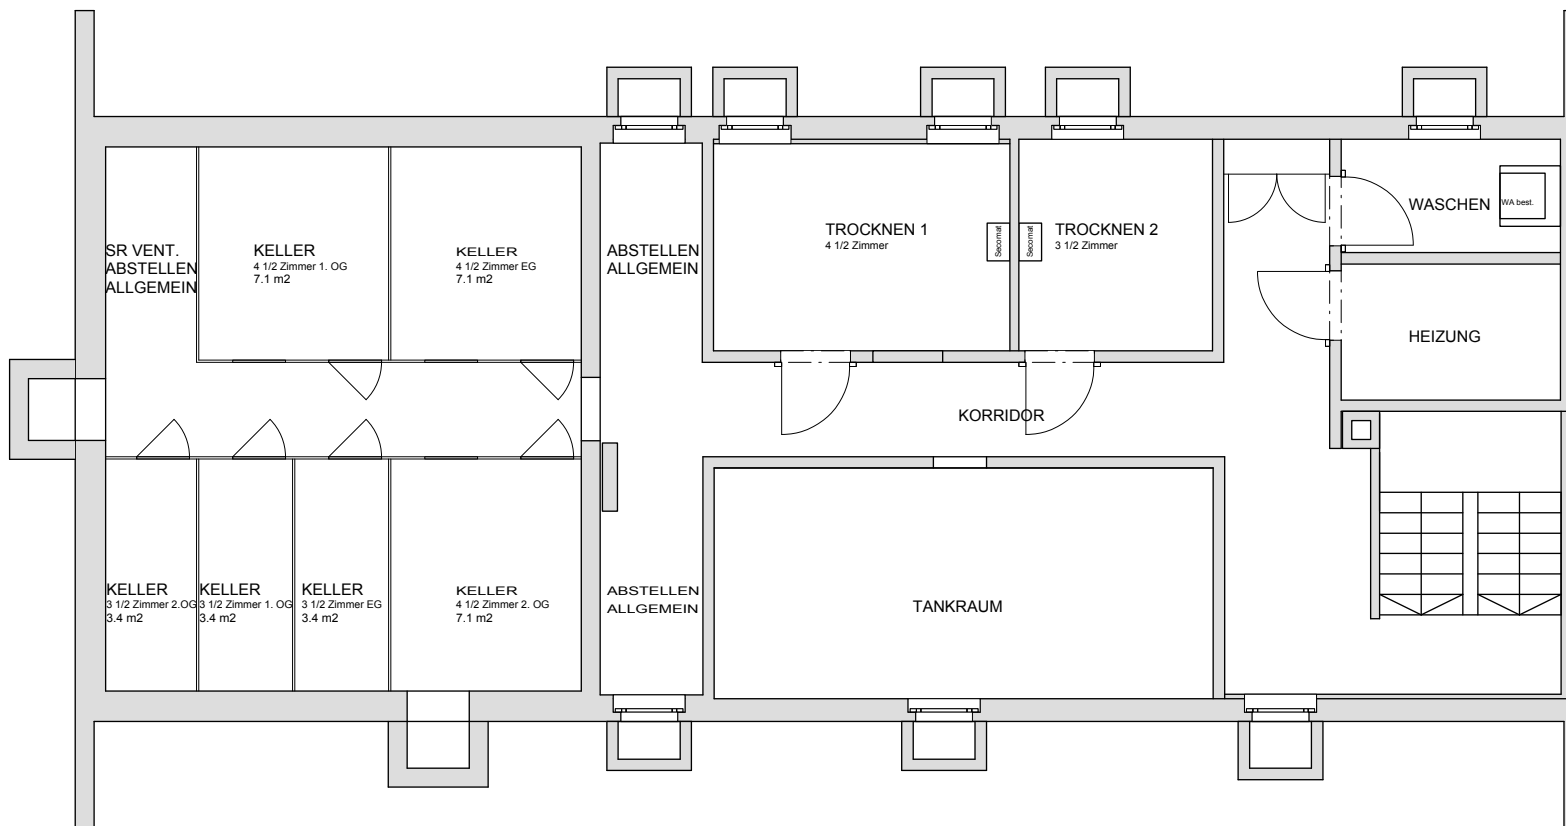 SR VENT.
ABSTELLEN
ALLGEMEIN
KELLER
4 1/2 Zimmer 1. OG
7.1 m2
KELLER
4 1/2 Zimmer EG
7.1 m2
ABSTELLEN
ALLGEMEIN
TROCKNEN 1
4 1/2 Zimmer
Secomat
Secomat
TROCKNEN 2
3 1/2 Zimmer
WASCHEN
WA best.
HEIZUNG
KORRIDOR
KELLER
3 1/2 Zimmer 2.OG
3.4 m2
KELLER
3 1/2 Zimmer 1. OG
3.4 m2
KELLER
3 1/2 Zimmer EG
3.4 m2
KELLER
4 1/2 Zimmer 2. OG
7.1 m2
ABSTELLEN
ALLGEMEIN
TANKRAUM